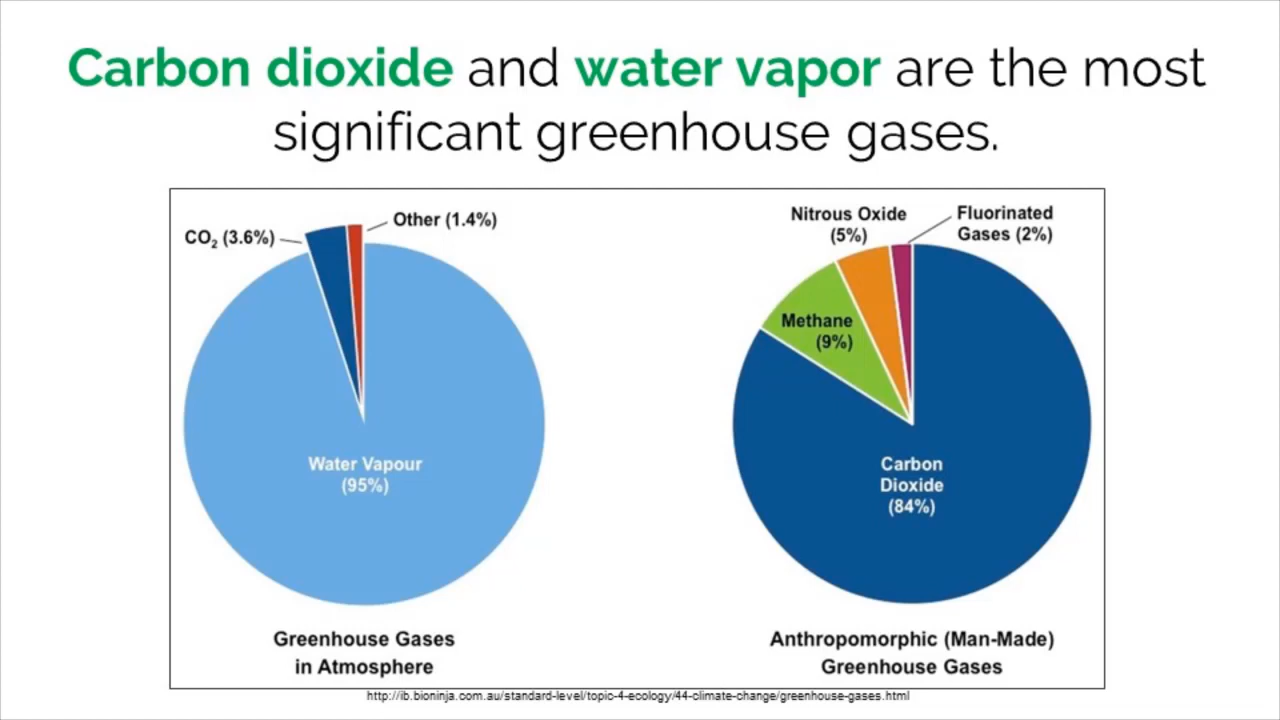 Carbon dioxide and water vapor are the most
significant greenhouse gases.
CO₂ (3.6%)
Other (1.4%)
Water Vapour
(95%)
Greenhouse Gases
in Atmosphere
Nitrous Oxide
(5%)
Fluorinated
Gases (2%)
Methane
(9%)
Carbon
Dioxide
(84%)
Anthropomorphic (Man-Made)
Greenhouse Gases
http://ib.bioninja.com.au/standard-level/topic-4-ecology/44-climate-change/greenhouse-gases.html